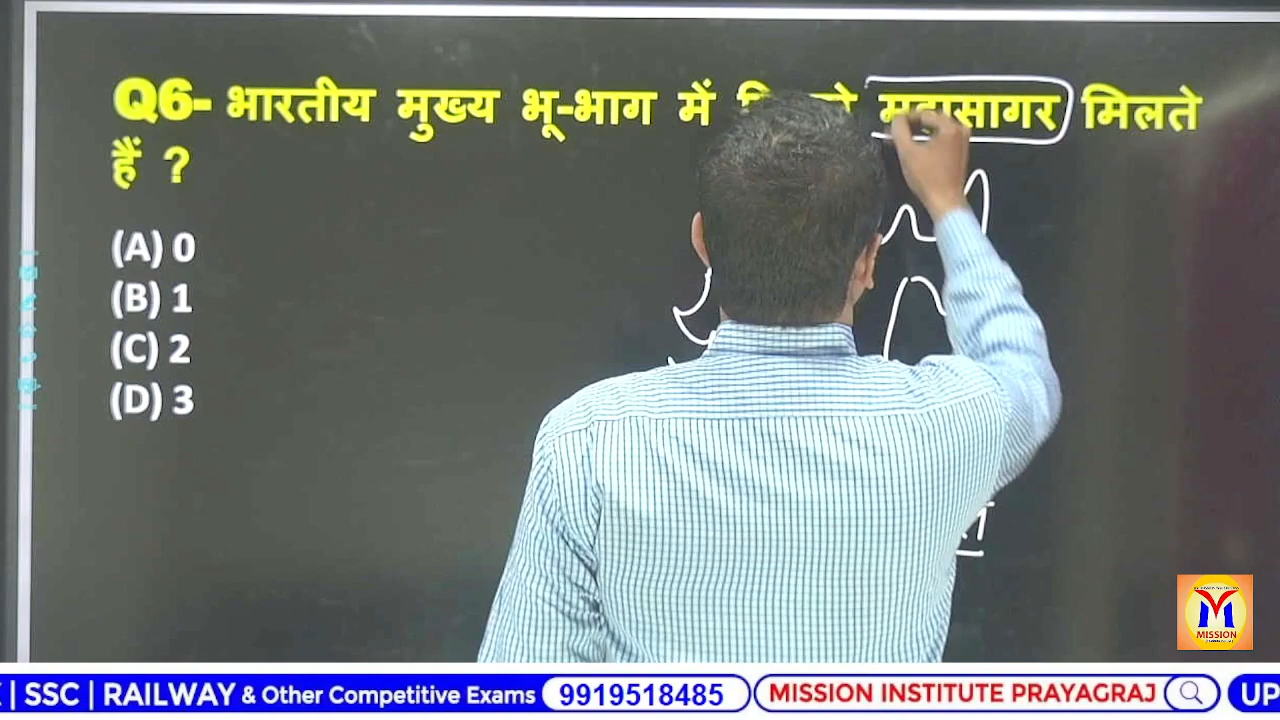 Q6- भारतीय मुख्य भू-भाग में महासागर मिलते
हैं ?
(A) 0
(B) 1
(C) 2
(D) 3
MISSION
| SSC | RAILWAY & Other Competitive Exams 9919518485 MISSION INSTITUTE PRAYAGRAJ UP